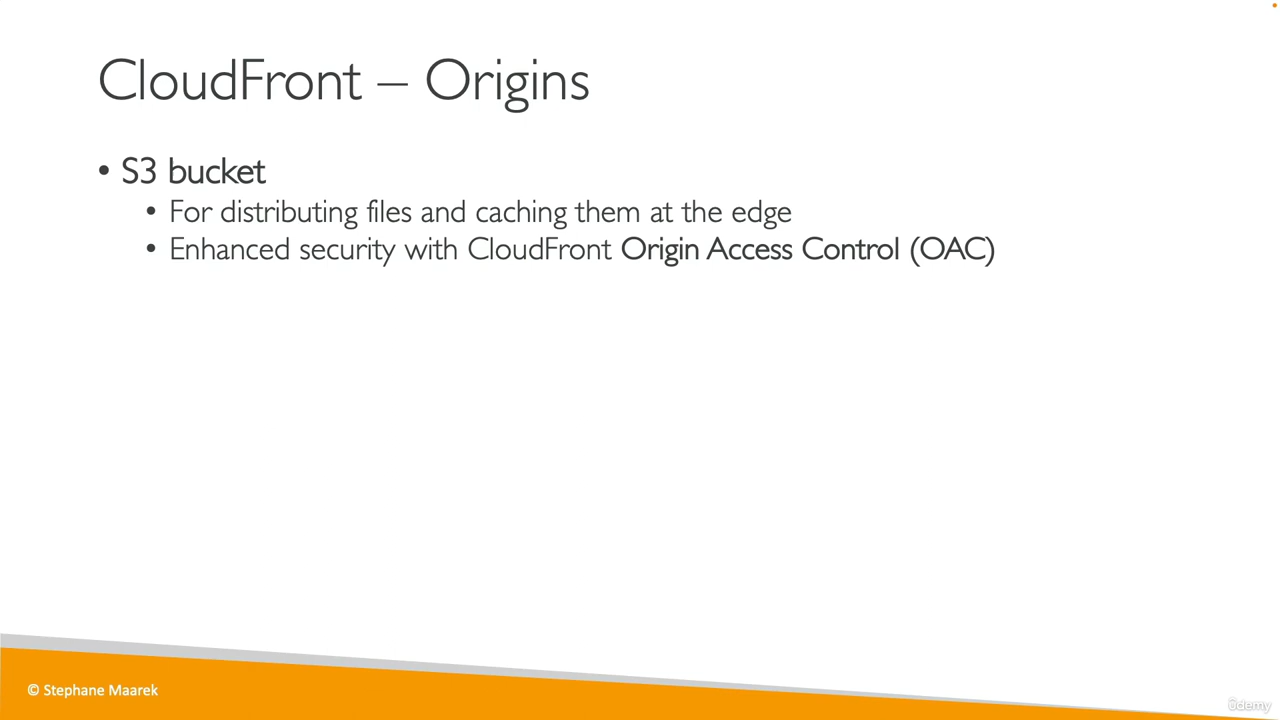 CloudFront – Origins
• S3 bucket
• For distributing files and caching them at the edge
• Enhanced security with CloudFront Origin Access Control (OAC)
© Stephane Maarek
ûdemy